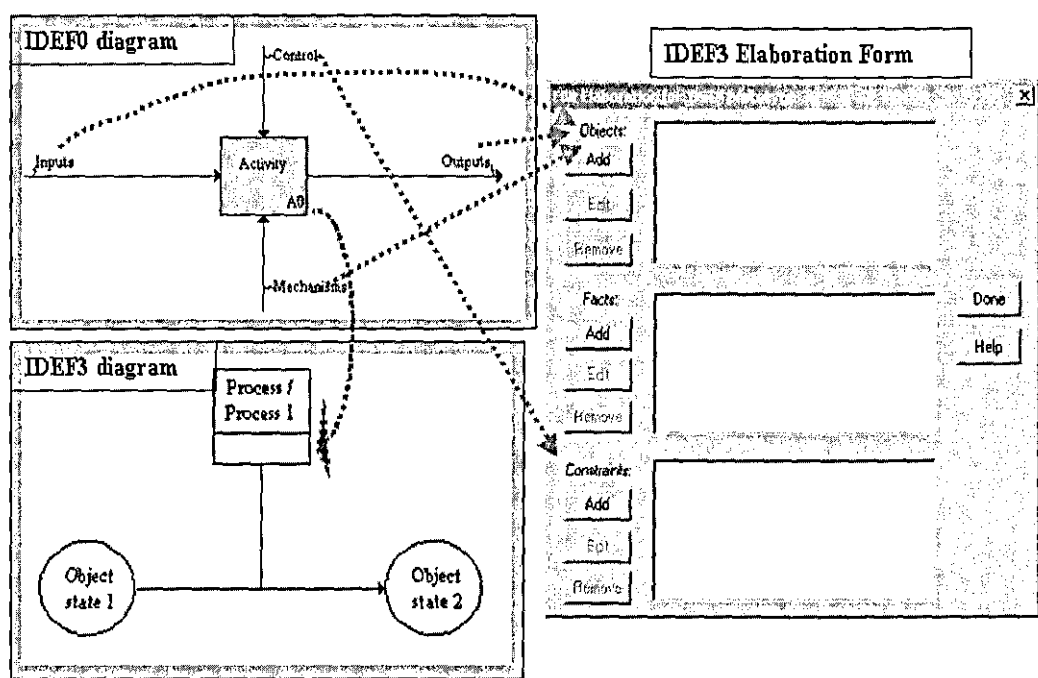 IDEF0 diagram
Control
Inputs
Activity
A0
Outputs
Mechanisms
IDEF3 diagram
Process /
Process 1
Object
state 1
Object
state 2
IDEF3 Elaboration Form
Objects:
Add
Edit
Remove
Facts:
Add
Edit
Remove
Constraints:
Add
Edit
Remove
Done
Help